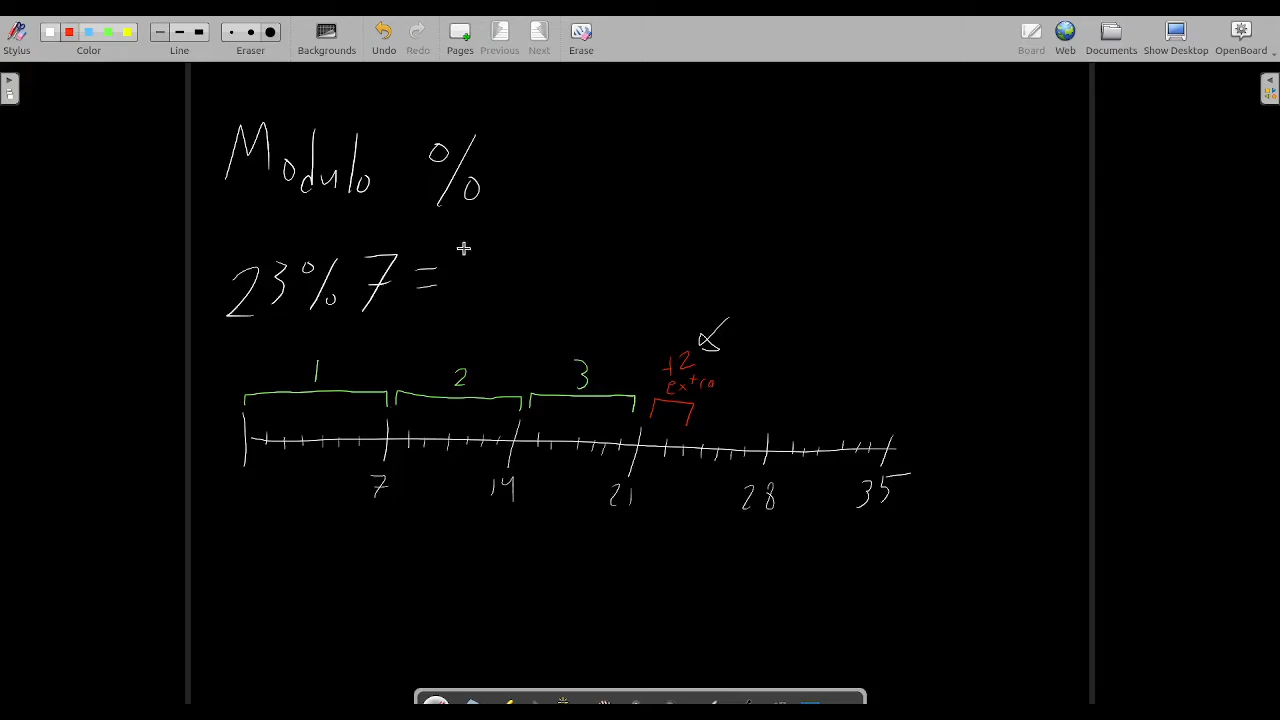 Stylus Color Line Eraser Backgrounds Undo Redo Pages Previous Next Erase Board Web Documents Show Desktop OpenBoard
Modulo %
23%7=
1 2 3 +2
extra
7 14 21 28 35